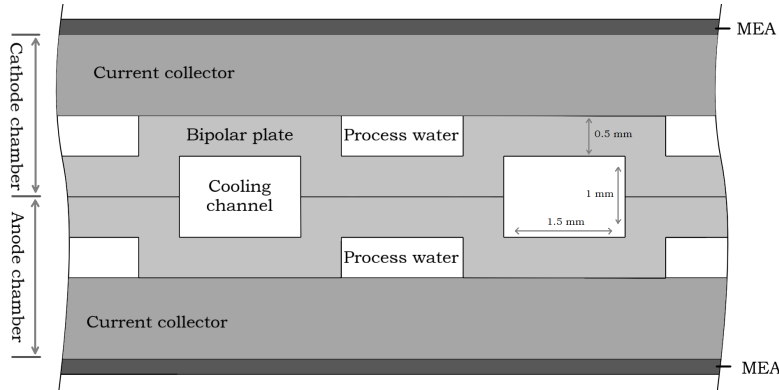 MEA
Cathode chamber
Current collector
Bipolar plate
Process water
0.5 mm
Cooling
channel
1 mm
1.5 mm
Anode chamber
Process water
Current collector
MEA